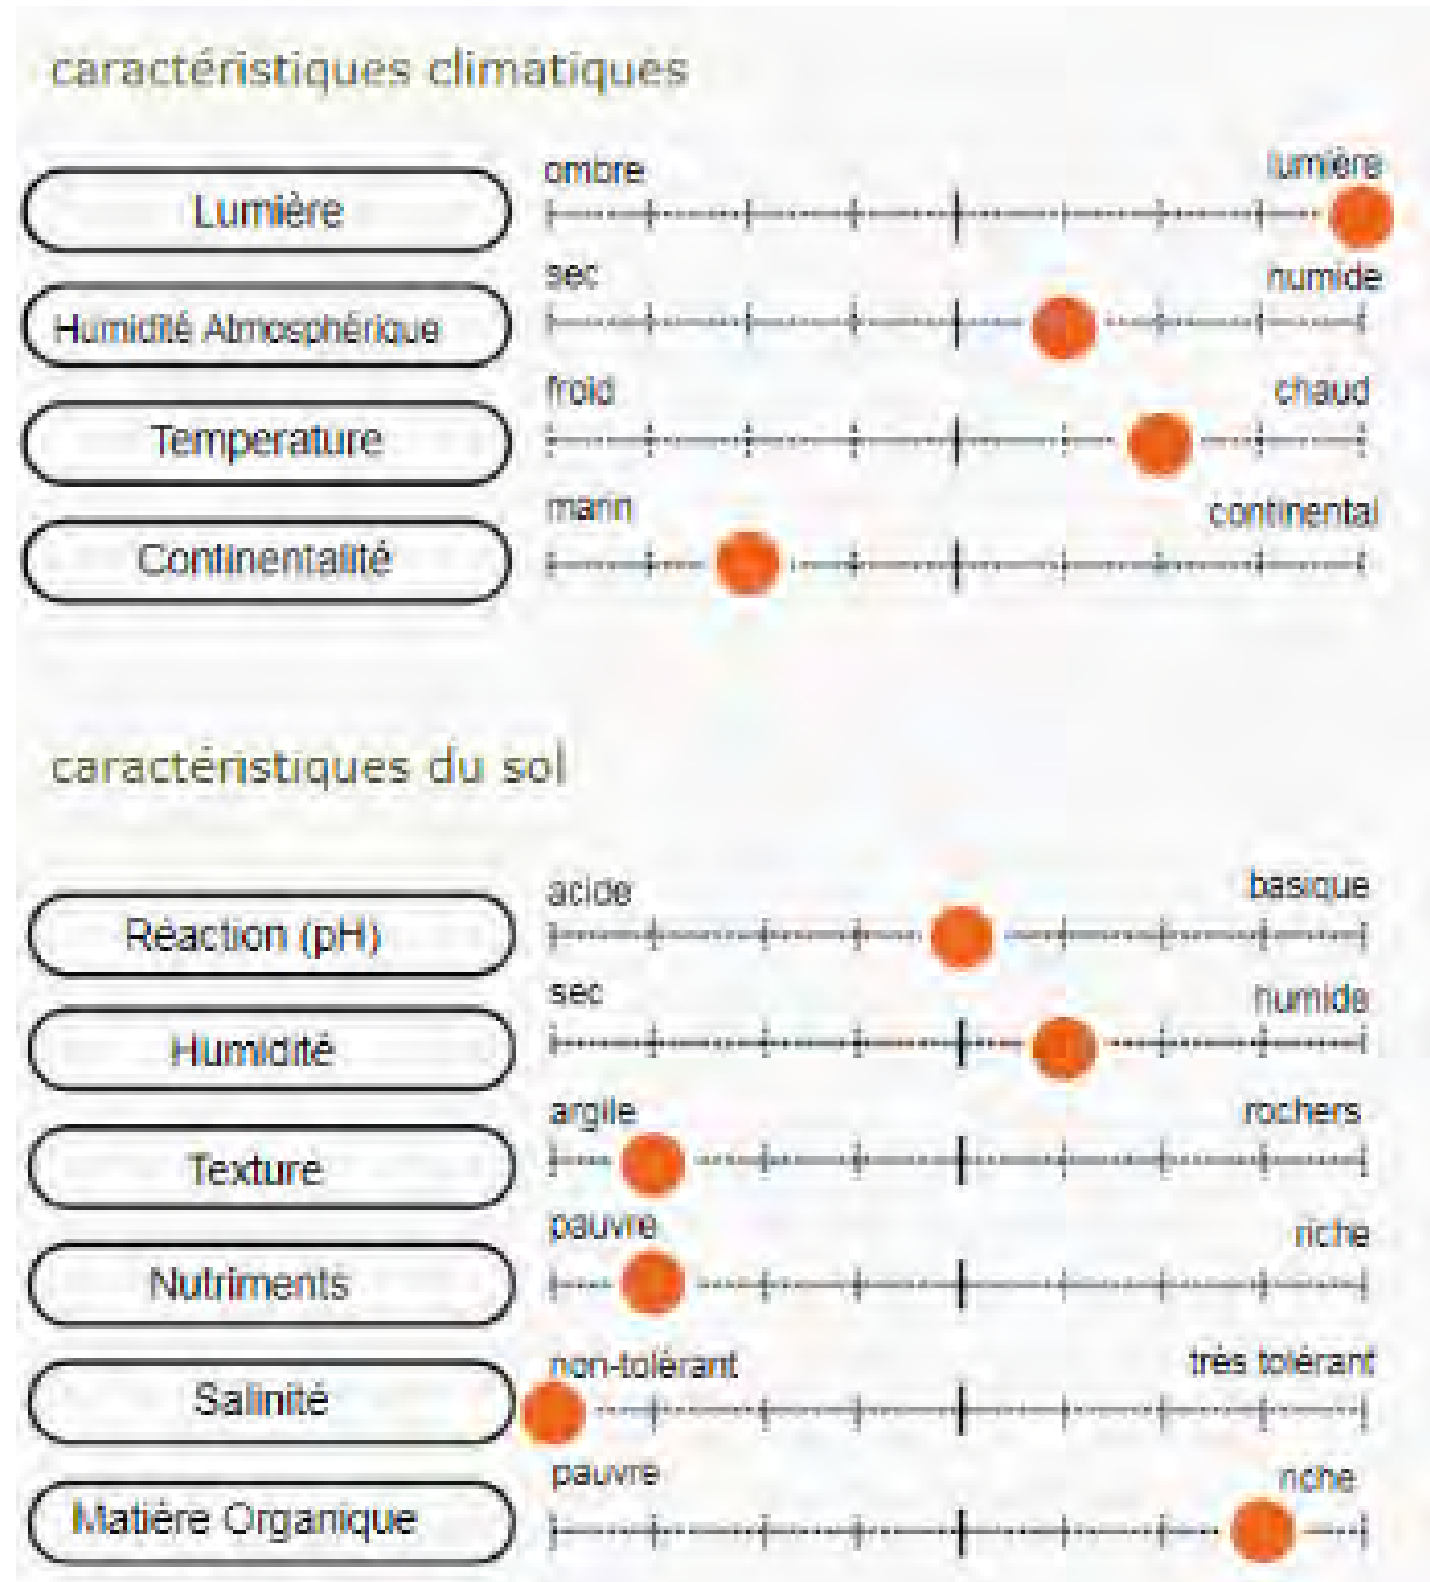 caractéristiques climatiques
ombre
lumière
Lumière
sec
humide
Humidité Atmosphérique
froid
chaud
Temperature
marin
continental
Continentalité
caractéristiques du sol
acide
basique
Réaction (pH)
sec
humide
Humidité
argile
rochers
Texture
pauvre
riche
Nutriments
non-tolérant
très tolérant
Salinité
pauvre
riche
Matière Organique